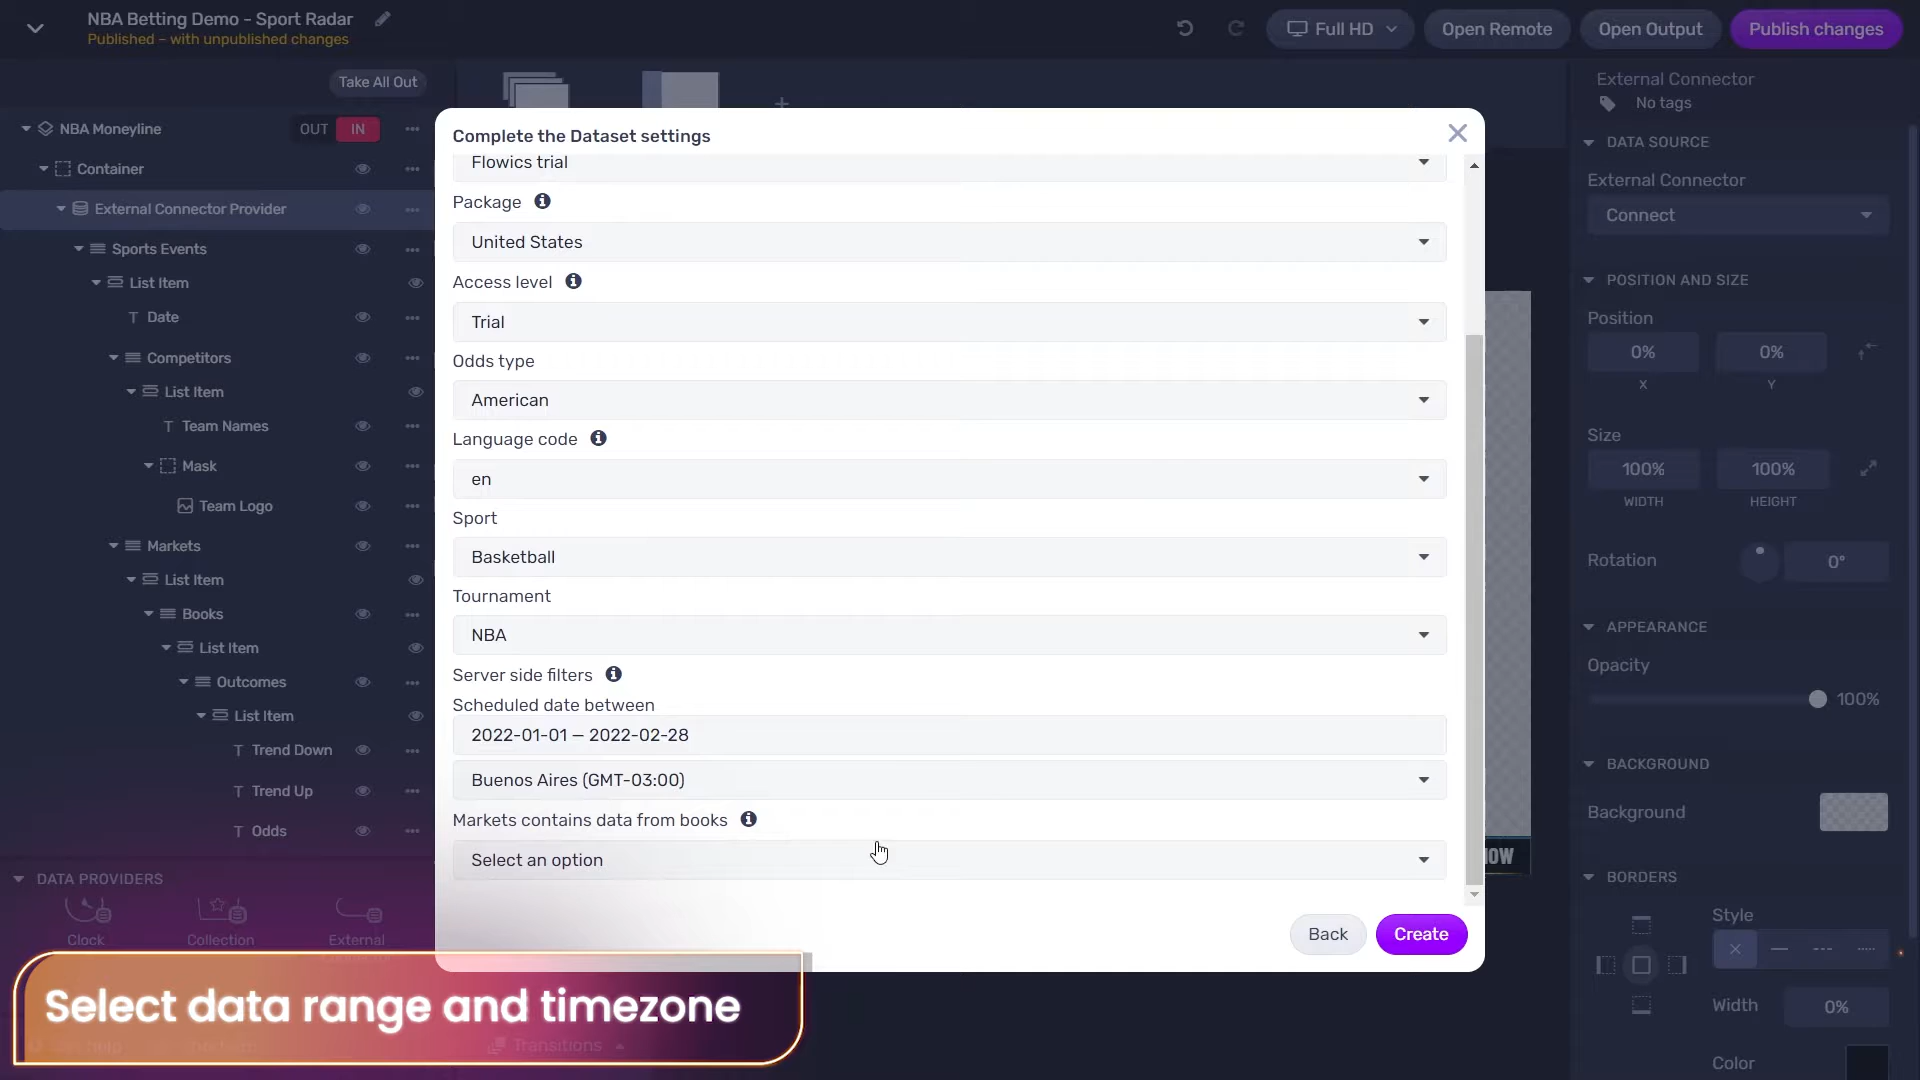 NBA Betting Demo - Sport Radar
Published – with unpublished changes
Full HD
Open Remote
Open Output
Publish changes
Take All Out
NBA Moneyline
OUT
IN
Container
External Connector Provider
Sports Events
List Item
Date
Competitors
List Item
Team Names
Mask
Team Logo
Markets
List Item
Books
List Item
Outcomes
List Item
Trend Down
Trend Up
Odds
DATA PROVIDERS
Clock
Collection
External
Transitions
Select data range and timezone
Complete the Dataset settings
Flowics trial
Package
United States
Access level
Trial
Odds type
American
Language code
en
Sport
Basketball
Tournament
NBA
Server side filters
Scheduled date between
2022-01-01 – 2022-02-28
Buenos Aires (GMT-03:00)
Markets contains data from books
Select an option
Back
Create
External Connector
No tags
DATA SOURCE
External Connector
Connect
POSITION AND SIZE
Position
0%
0%
X
Y
Size
100%
100%
WIDTH
HEIGHT
Rotation
0°
APPEARANCE
Opacity
100%
BACKGROUND
Background
BORDERS
Style
Width
0%
Color